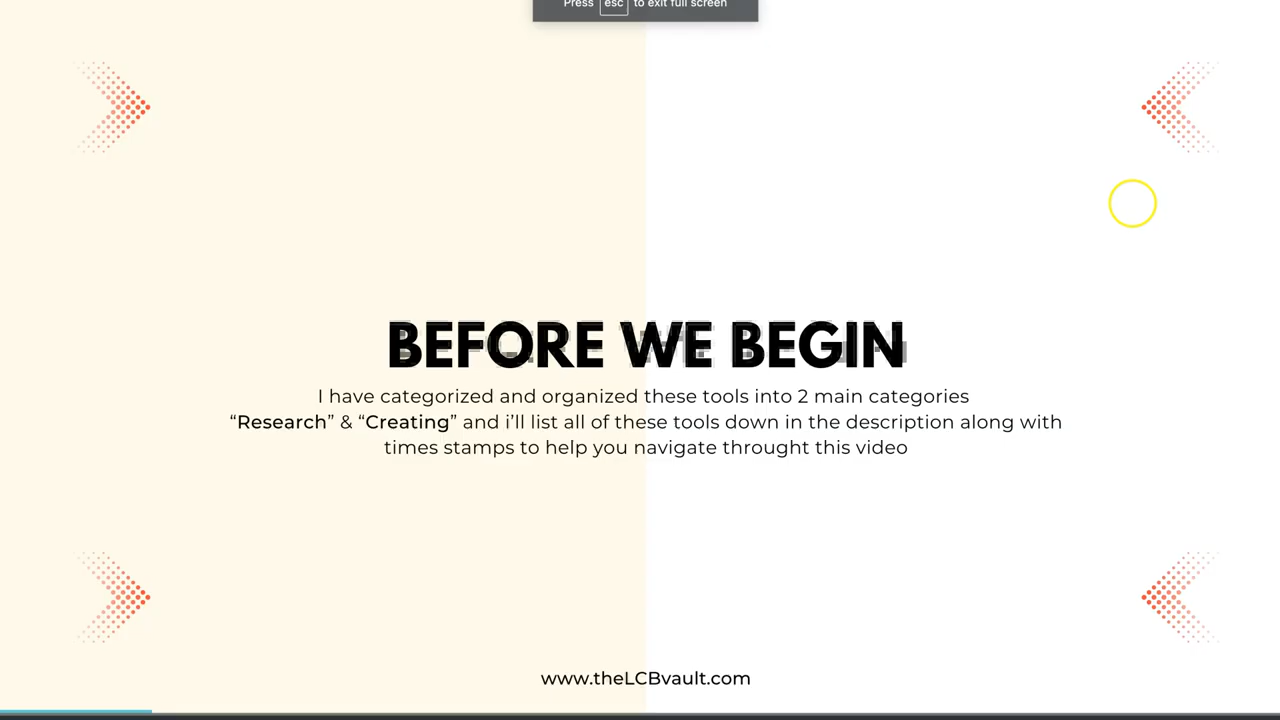 Press esc to exit full screen
BEFORE WE BEGIN
I have categorized and organized these tools into 2 main categories
“Research” & “Creating” and i’ll list all of these tools down in the description along with
times stamps to help you navigate throught this video
www.theLCBvault.com